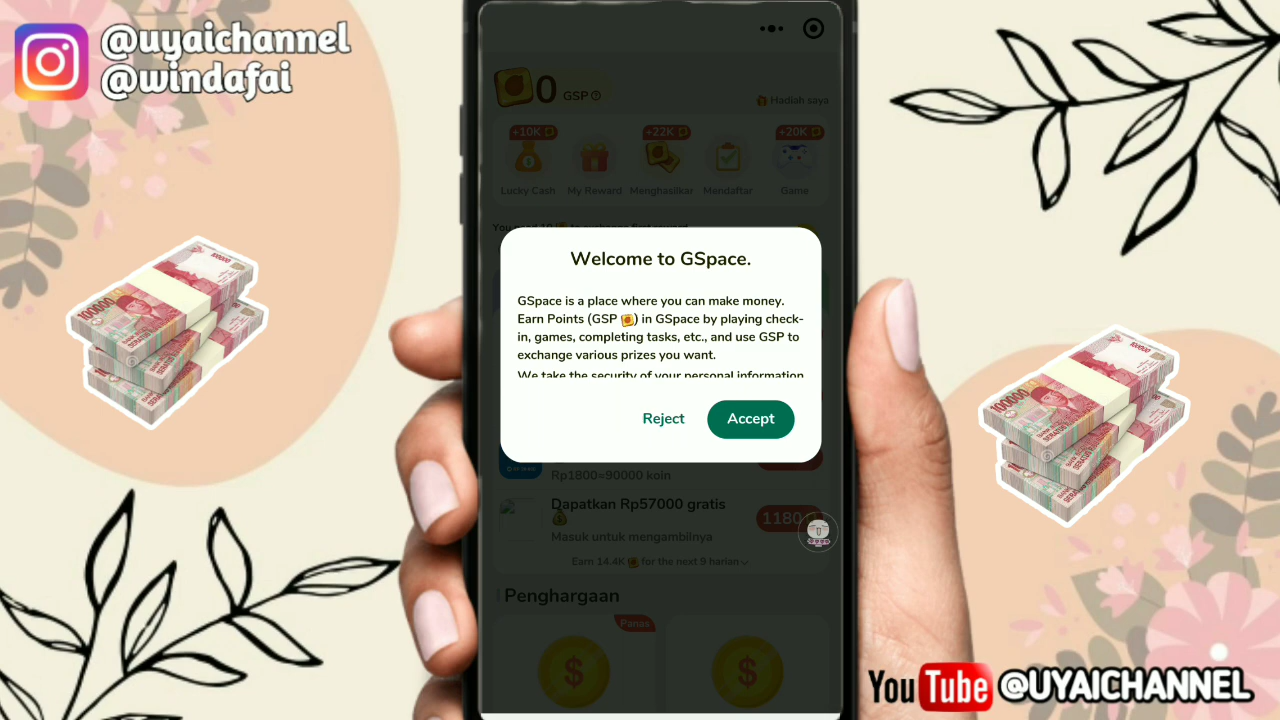 @uyaichannel
@windafai
0 GSP
Hadiah saya
+10K
+22K
+20K
Lucky Cash
My Reward
Menghasilkan
Mendaftar
Game
Welcome to GSpace.
GSpace is a place where you can make money.
Earn Points (GSP ) in GSpace by playing check-
in, games, completing tasks, etc., and use GSP to
exchange various prizes you want.
We take the security of your personal information
Reject
Accept
Rp1800=90000 koin
Dapatkan Rp57000 gratis
1180
Masuk untuk mengambilnya
Earn 14.4K for the next 9 harian
Penghargaan
Panas
100000
100000
YouTube @UYAICHANNEL